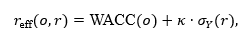 r_eff(o, r) = WACC(o) + κ · σ_Y(r),